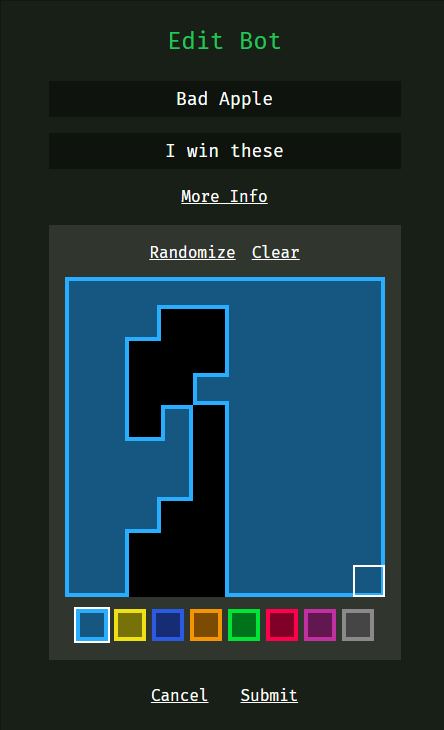 Edit Bot
Bad Apple
I win these
More Info
Randomize Clear
Cancel Submit